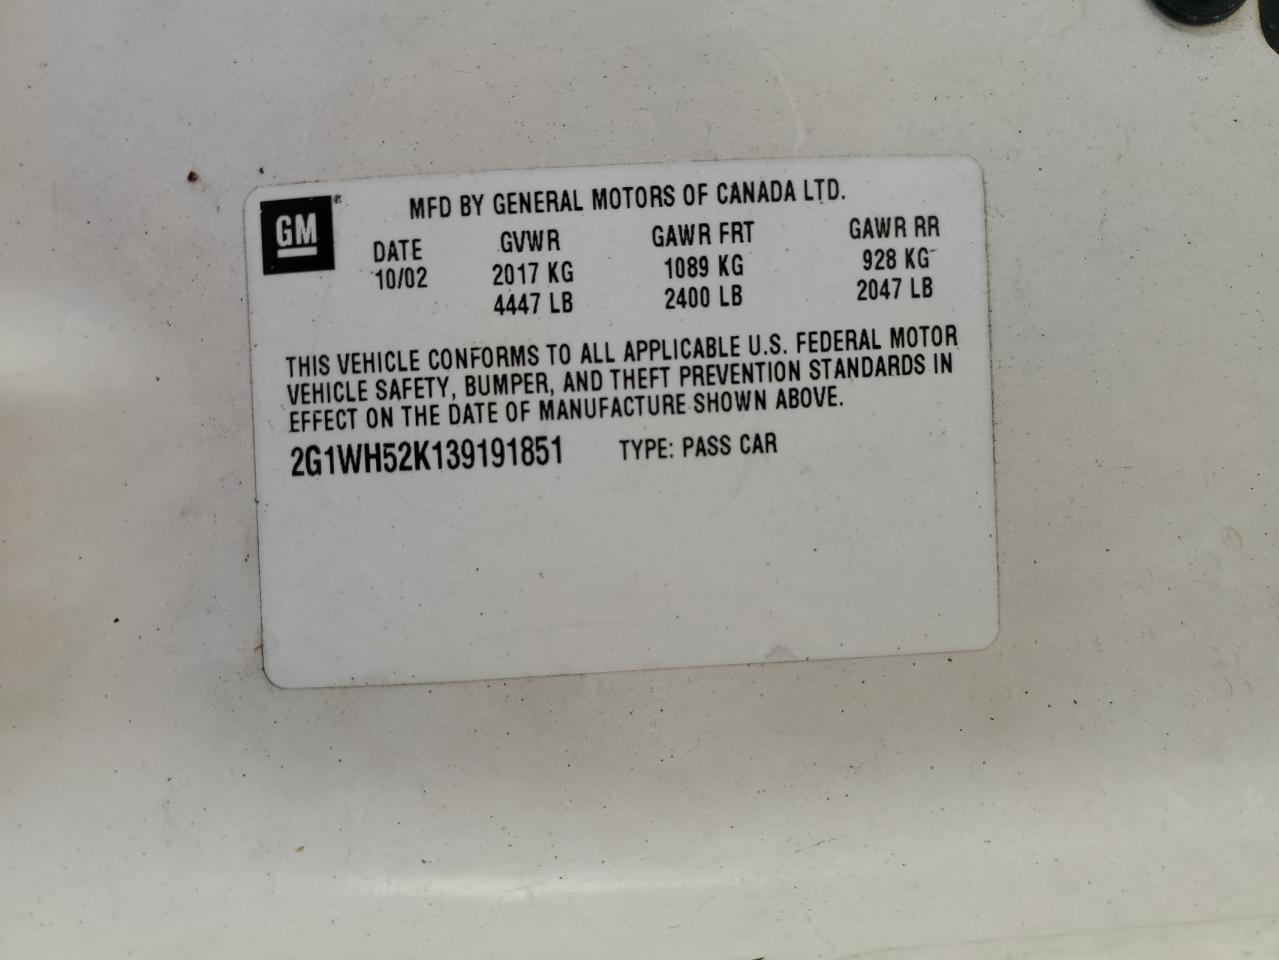 GM®
MFD BY GENERAL MOTORS OF CANADA LTD.
DATE GVWR GAWR FRT GAWR RR
10/02 2017 KG 1089 KG 928 KG
4447 LB 2400 LB 2047 LB
THIS VEHICLE CONFORMS TO ALL APPLICABLE U.S. FEDERAL MOTOR
VEHICLE SAFETY, BUMPER, AND THEFT PREVENTION STANDARDS IN
EFFECT ON THE DATE OF MANUFACTURE SHOWN ABOVE.
2G1WH52K139191851 TYPE: PASS CAR